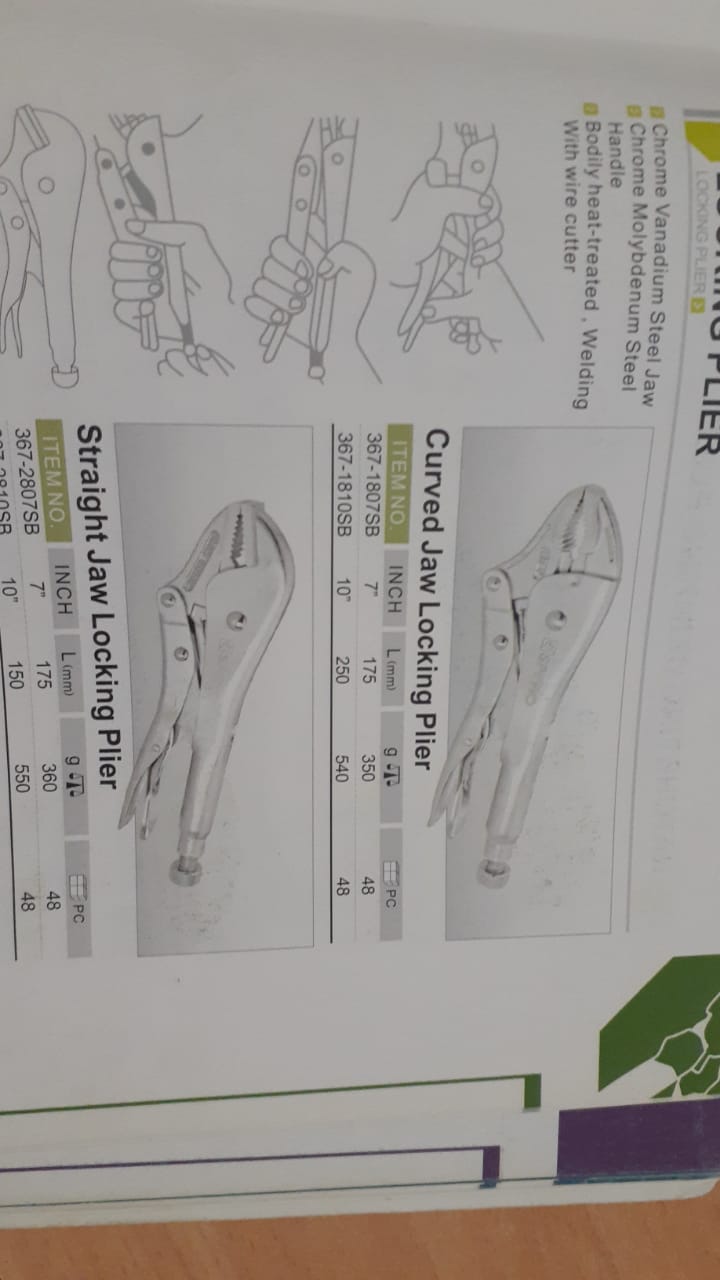 LOCKING PLIER
LOCKING PLIER
Chrome Vanadium Steel Jaw
Chrome Molybdenum Steel
Handle
Bodily heat-treated , Welding
With wire cutter
Curved Jaw Locking Plier
ITEM NO. INCH L (mm) g PC
367-1807SB 7" 175 350 48
367-1810SB 10" 250 540 48
Straight Jaw Locking Plier
ITEM NO. INCH L (mm) g PC
367-2807SB 7" 175 360 48
367-2810SB 10" 150 550 48